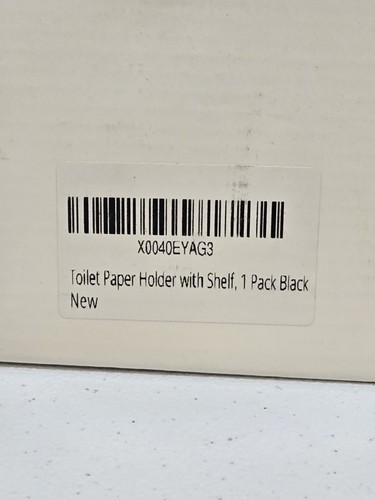 X0040EYAG3
Toilet Paper Holder with Shelf, 1 Pack Black
New